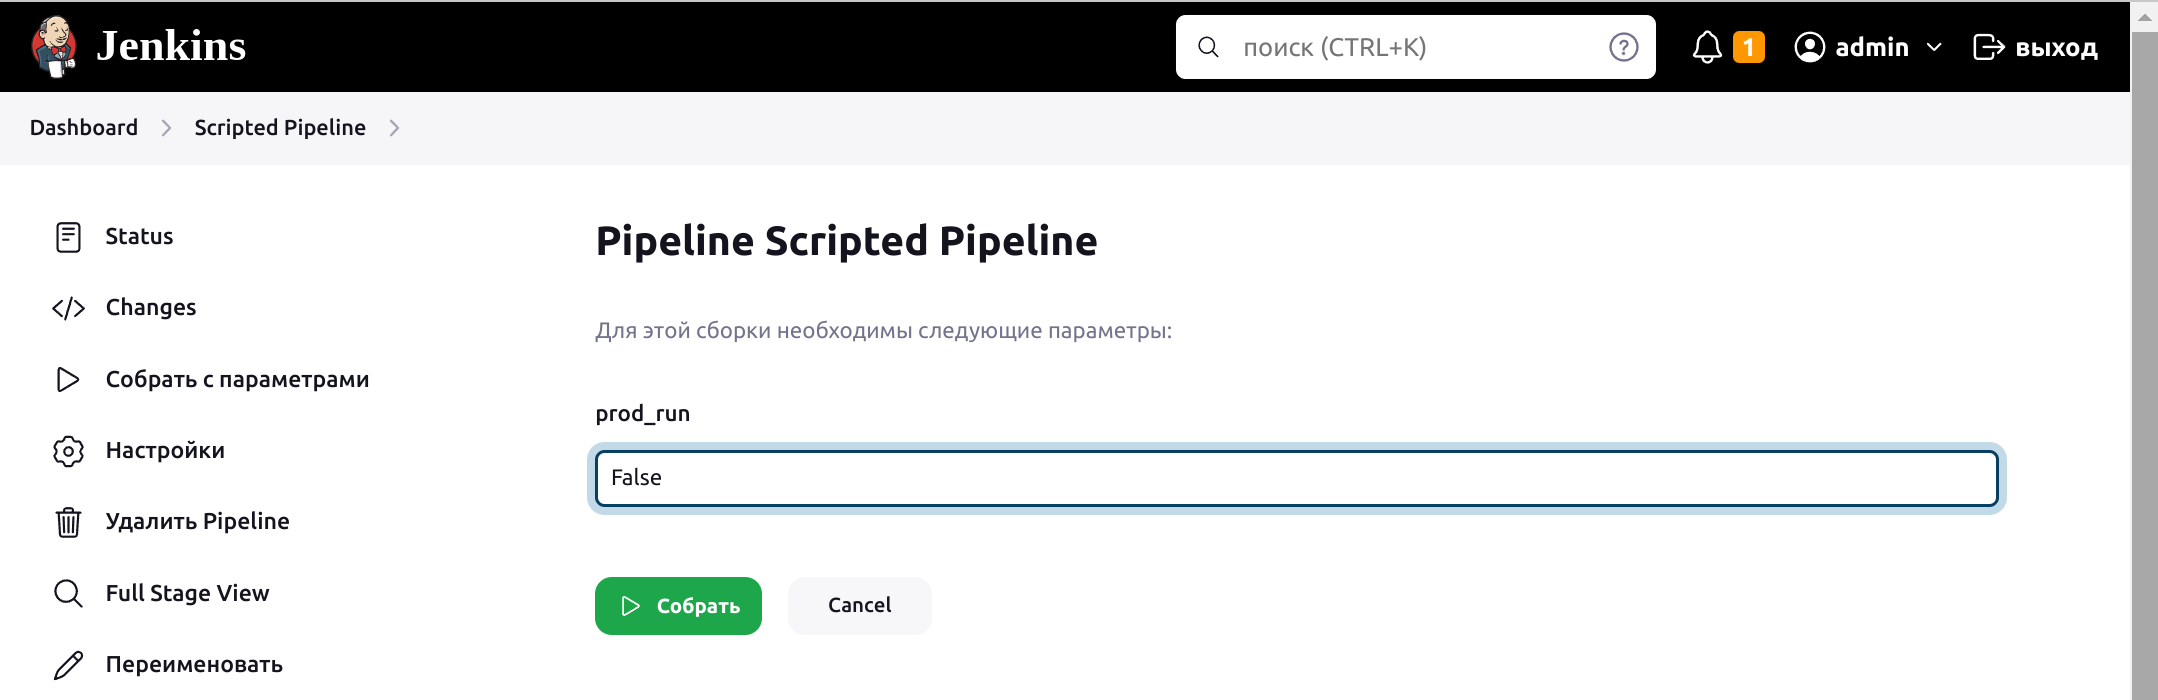 Jenkins
поиск (CTRL+K)
1
admin
выход
Dashboard
Scripted Pipeline
Status
Changes
Собрать с параметрами
Настройки
Удалить Pipeline
Full Stage View
Переименовать
Pipeline Scripted Pipeline
Для этой сборки необходимы следующие параметры:
prod_run
False
Собрать
Cancel